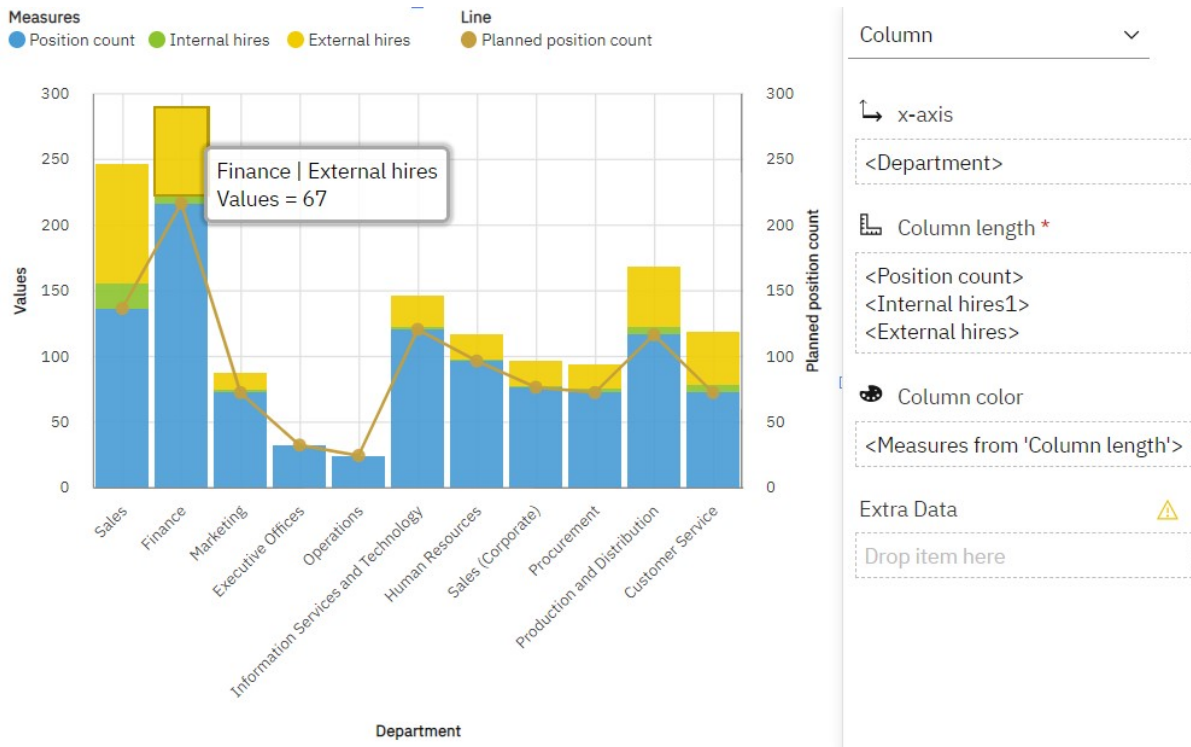 Measures
Position count Internal hires External hires
Line
Planned position count
Values
300
250
200
150
100
50
0
Finance | External hires
Values = 67
300
250
200
150
100
50
0
Planned position count
Sales
Finance
Marketing
Executive Offices
Operations
Information Services and Technology
Human Resources
Sales (Corporate)
Procurement
Production and Distribution
Customer Service
Department
Column
x-axis
<Department>
Column length *
<Position count>
<Internal hires1>
<External hires>
Column color
<Measures from 'Column length'>
Extra Data
Drop item here